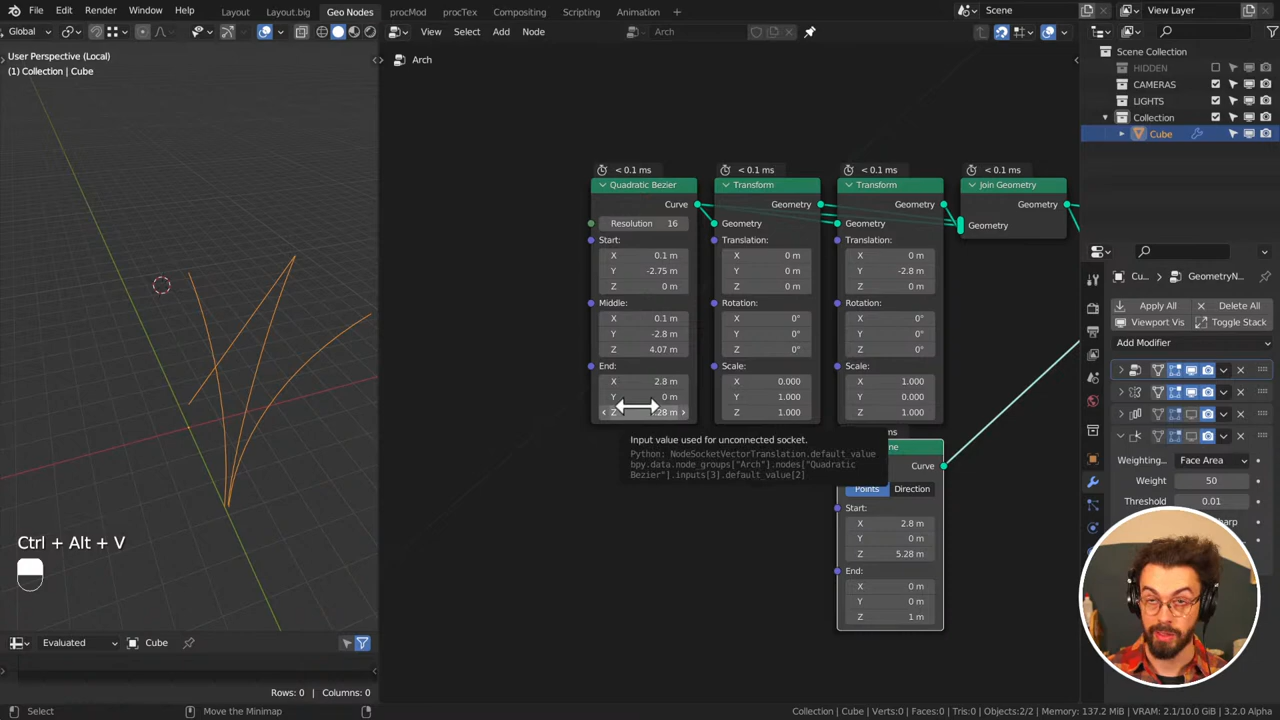 File Edit Render Window Help Layout Layout.big Geo Nodes procMod procTex Compositing Scripting Animation + Scene View Layer
Global View Select Add Node Arch
User Perspective (Local)
(1) Collection | Cube
Arch
Scene Collection
HIDDEN
CAMERAS
LIGHTS
Collection
Cube
< 0.1 ms < 0.1 ms < 0.1 ms < 0.1 ms
Quadratic Bezier
Curve
Resolution 16
Start:
X 0.1 m
Y -2.75 m
Z 0 m
Middle:
X 0.1 m
Y -2.8 m
Z 4.07 m
End:
X 2.8 m
Y 0 m
Z .28 m
Transform
Geometry
Geometry
Translation:
X 0 m
Y 0 m
Z 0 m
Rotation:
X 0°
Y 0°
Z 0°
Scale:
X 0.000
Y 1.000
Z 1.000
Transform
Geometry
Geometry
Translation:
X 0 m
Y -2.8 m
Z 0 m
Rotation:
X 0°
Y 0°
Z 0°
Scale:
X 1.000
Y 0.000
Z 1.000
Join Geometry
Geometry
Geometry
Input value used for unconnected socket.
Python: NodeSocketVectorTranslation.default_value
bpy.data.node_groups["Arch"].nodes["Quadratic
Bezier"].inputs[3].default_value[2]
ms
ne
Curve
Points Direction
Start:
X 2.8 m
Y 0 m
Z 5.28 m
End:
X 0 m
Y 0 m
Z 1 m
Cu... GeometryN...
Apply All Delete All
Viewport Vis Toggle Stack
Add Modifier
Weighting... Face Area
Weight 50
Threshold 0.01
harp
Ctrl + Alt + V
Evaluated Cube
Rows: 0 | Columns: 0
Select Move the Minimap Collection | Cube | Verts:0 | Faces:0 | Tris:0 | Objects:2/2 | Memory: 137.2 MiB | VRAM: 2.1/10.0 GiB | 3.2.0 Alpha